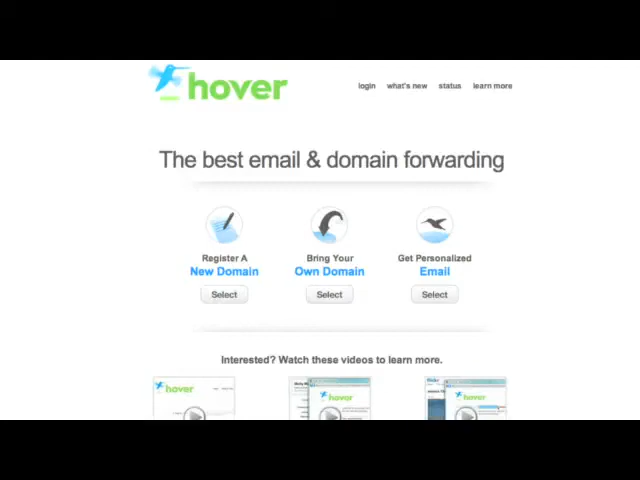 hover
login what's new status learn more
The best email & domain forwarding
Register A
New Domain
Select
Bring Your
Own Domain
Select
Get Personalized
Email
Select
Interested? Watch these videos to learn more.
hover
hover
hover